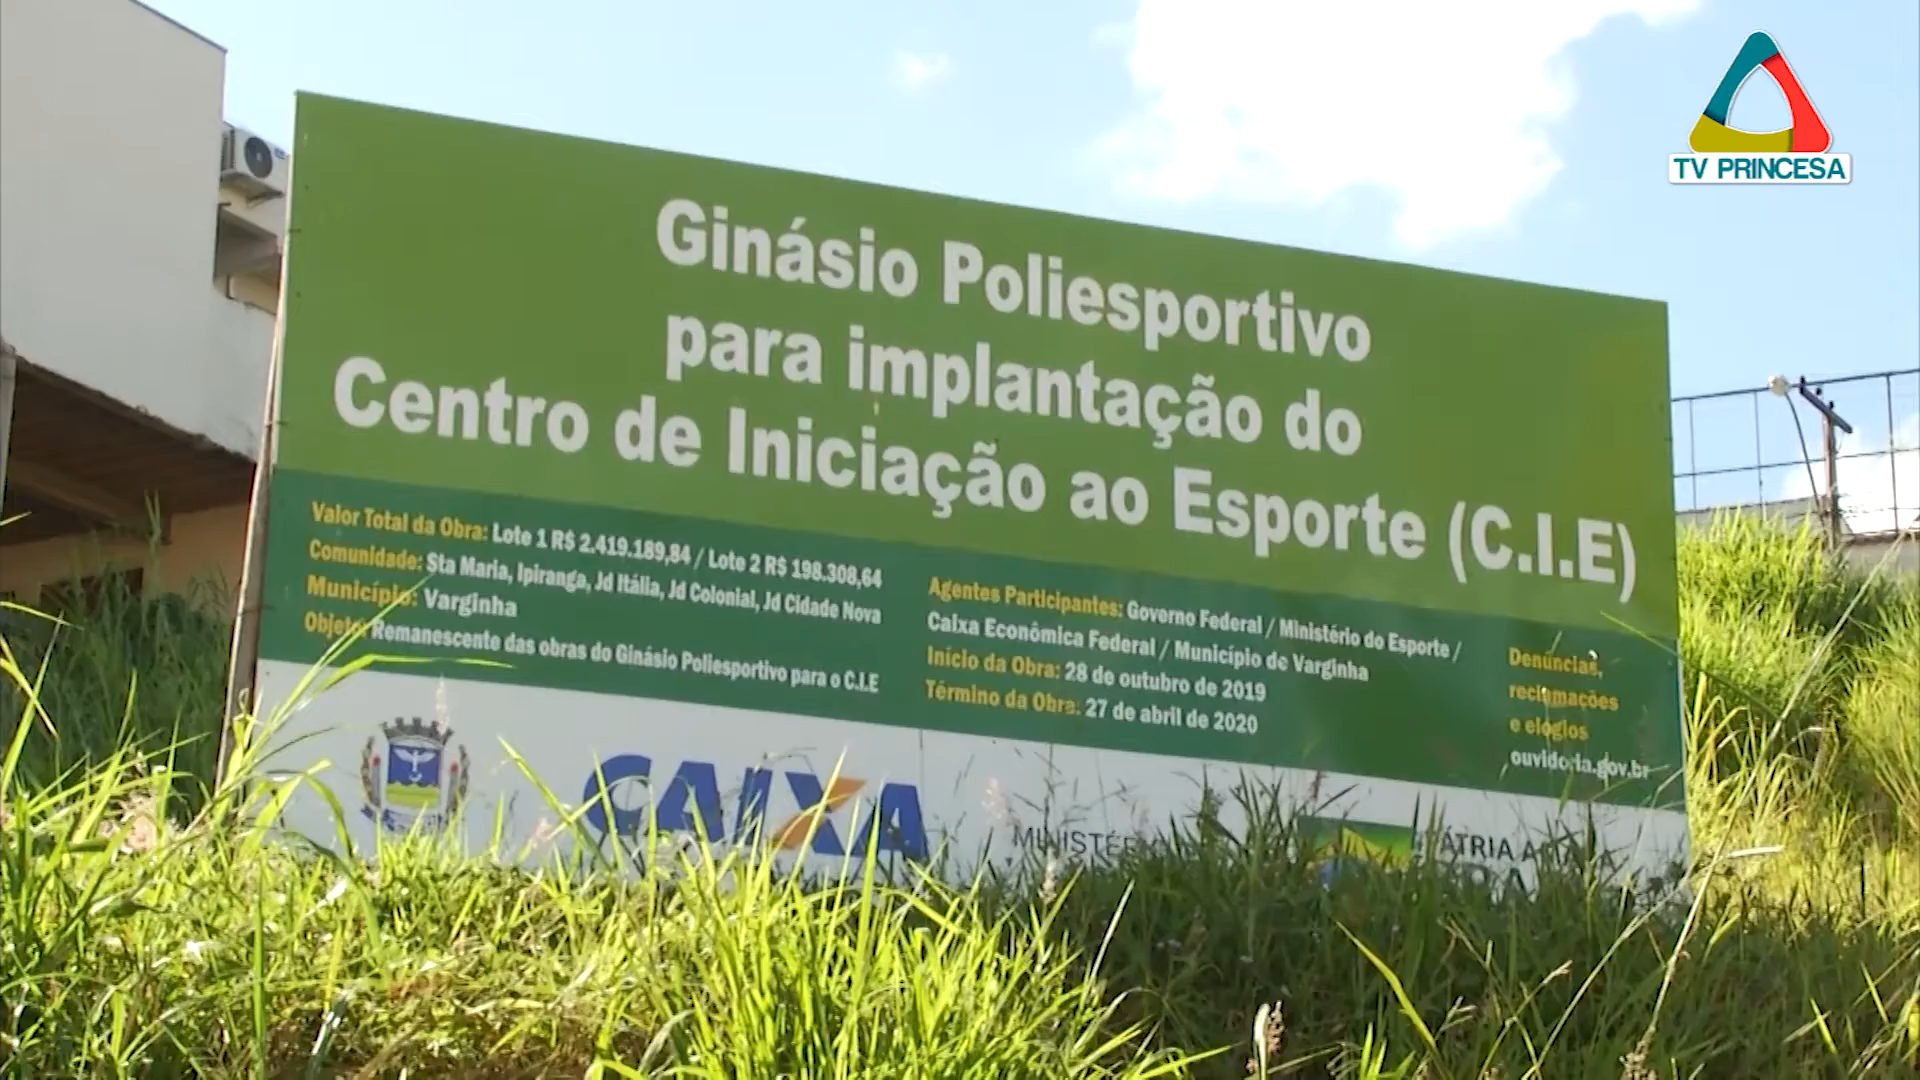 TV PRINCESA
Ginásio Poliesportivo
para implantação do
Centro de Iniciação ao Esporte (C.I.E)
Valor Total da Obra: Lote 1 R$ 2.419.189,84 / Lote 2 R$ 198.308,64
Comunidade: Sta Maria, Ipiranga, Jd Itália, Jd Colonial, Jd Cidade Nova
Município: Varginha
Objeto: Remanescente das obras do Ginásio Poliesportivo para o C.I.E
Agentes Participantes: Governo Federal / Ministério do Esporte /
Caixa Econômica Federal / Município de Varginha
Início da Obra: 28 de outubro de 2019
Término da Obra: 27 de abril de 2020
Denúncias,
reclamações
e elogios
ouvidoria.gov.br
CAIXA
PÁTRIA AMADA